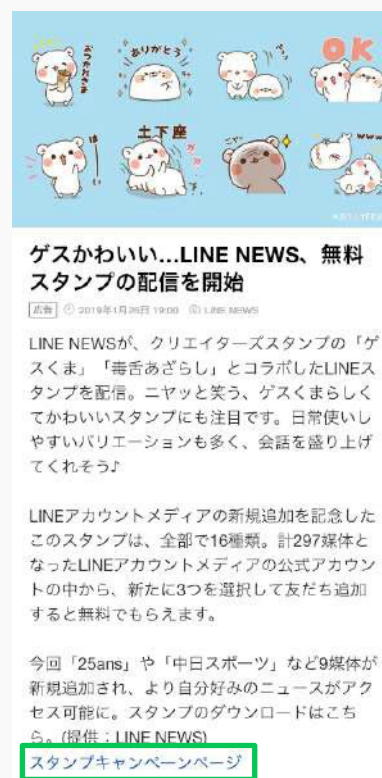 おつかれさま
ありがとう
ぺこっ
OK
はーい
土下座
ニヤ…
www
ゲスかわいい…LINE NEWS、無料
スタンプの配信を開始
広告 2019年1月26日 19:00 LINE NEWS
LINE NEWSが、クリエイターズスタンプの「ゲ
スくま」「毒舌あざらし」とコラボしたLINEス
タンプを配信。ニヤッと笑う、ゲスくまらしく
てかわいいスタンプにも注目です。日常使いし
やすいバリエーションも多く、会話を盛り上げ
てくれそう♪
LINEアカウントメディアの新規追加を記念した
このスタンプは、全部で16種類。計297媒体と
なったLINEアカウントメディアの公式アカウン
トの中から、新たに3つを選択して友だち追加
すると無料でもらえます。
今回「25ans」や「中日スポーツ」など9媒体が
新規追加され、より自分好みのニュースがアク
セス可能に。スタンプのダウンロードはこち
ら。(提供：LINE NEWS)
スタンプキャンペーンページ